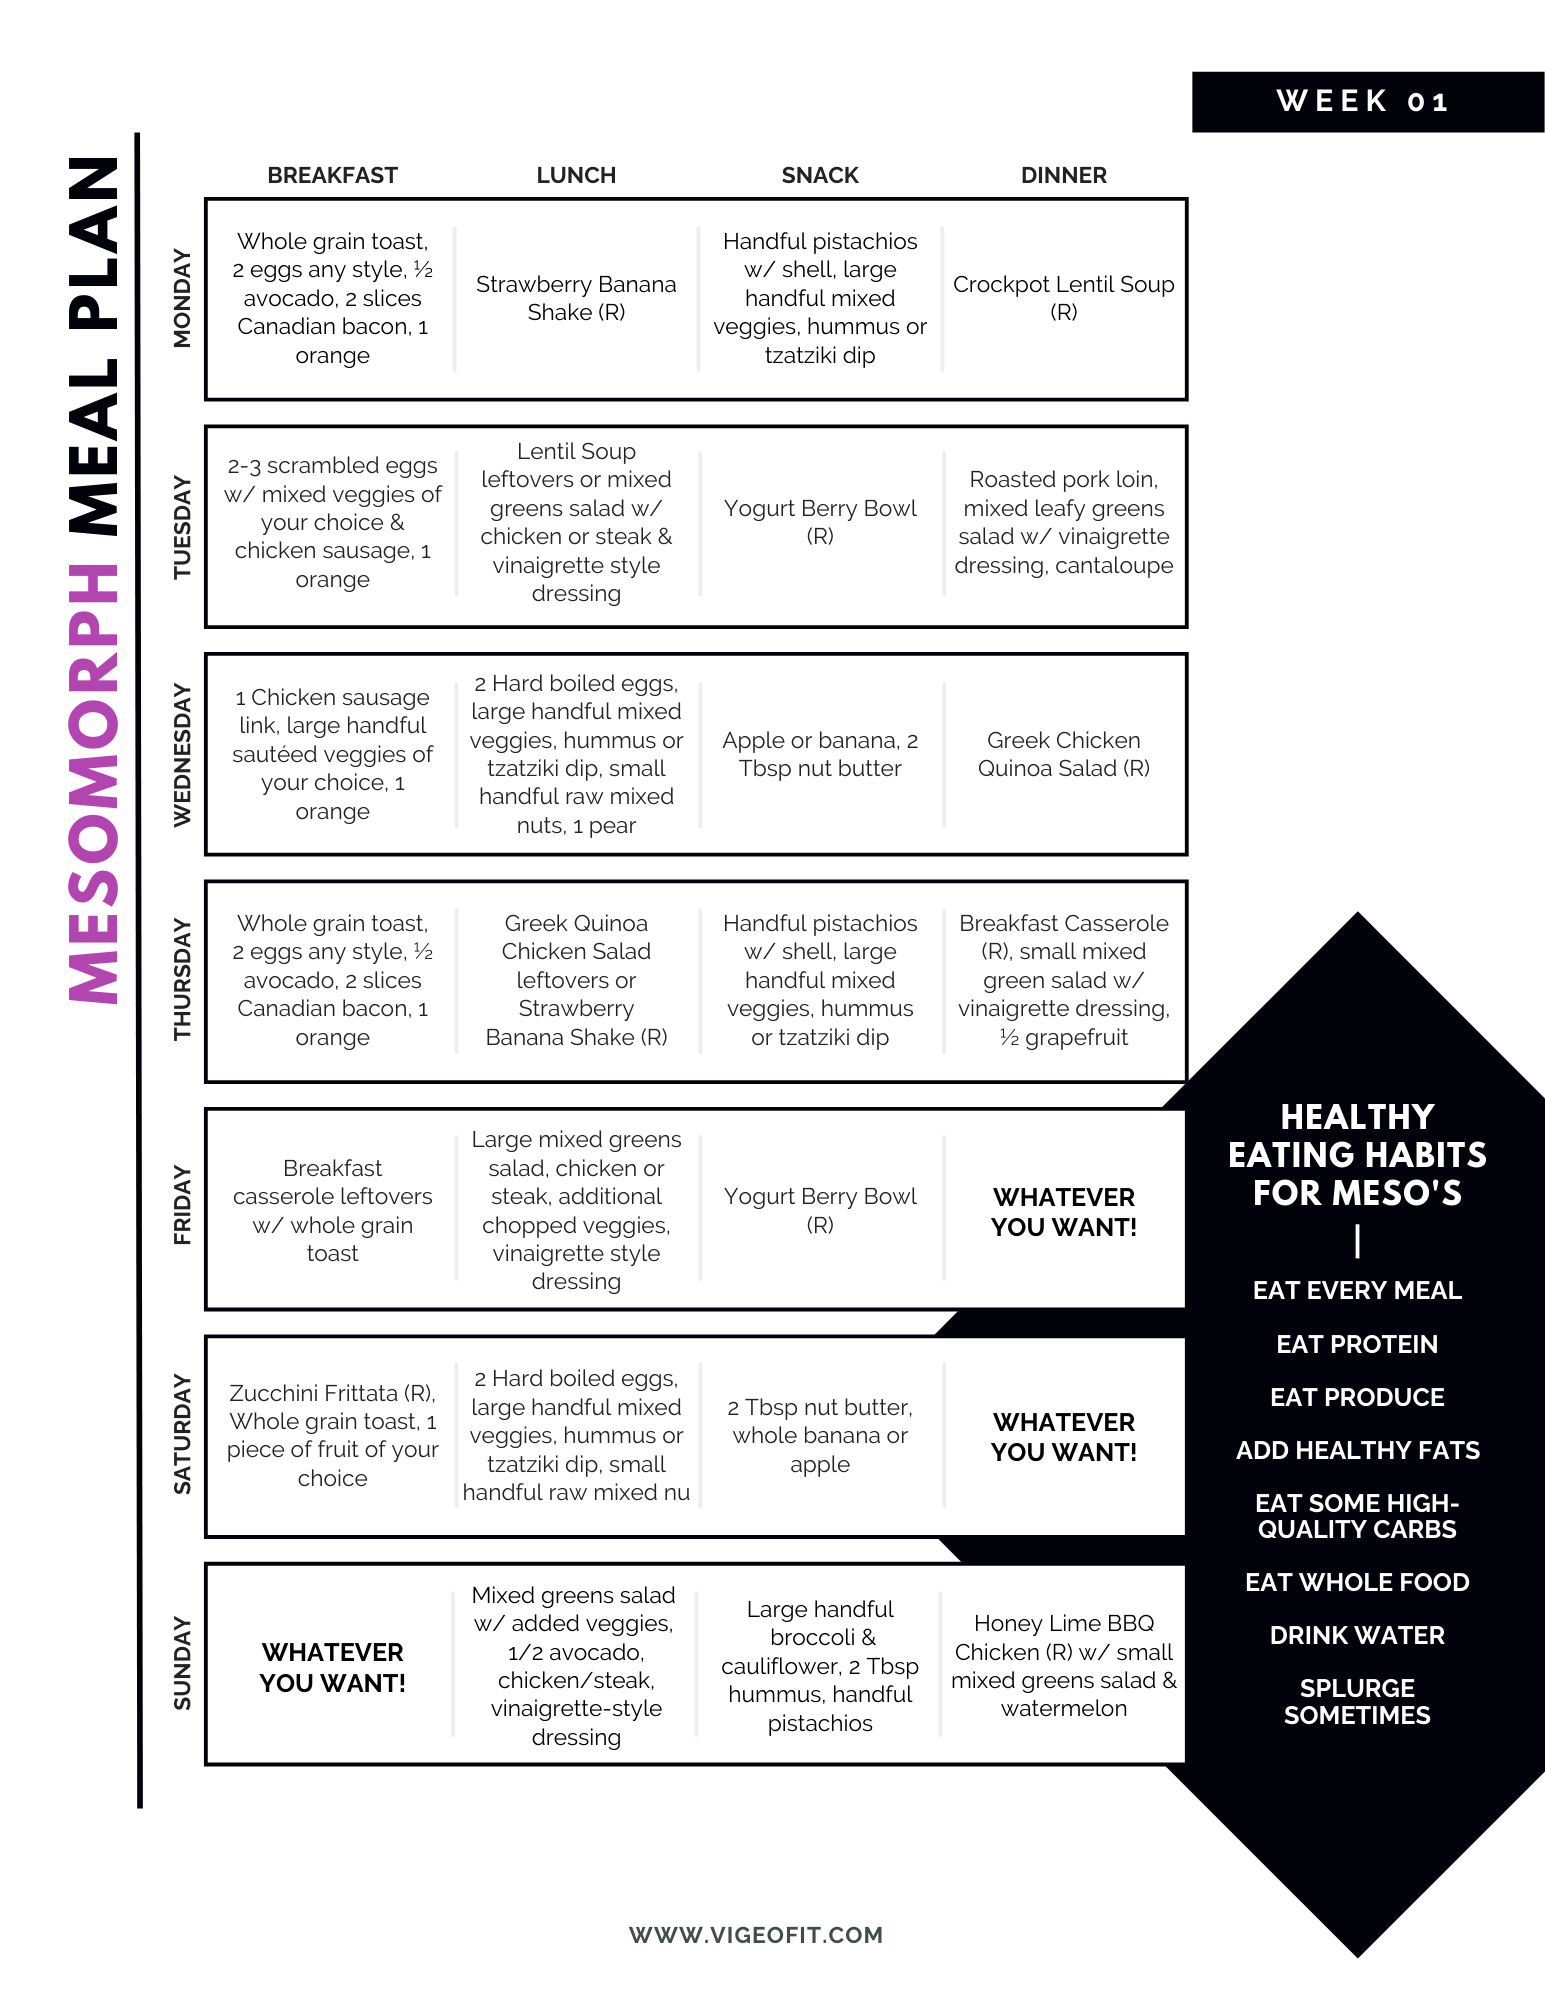 WEEK 01
MESOMORPH MEAL PLAN
BREAKFAST
LUNCH
SNACK
DINNER
MONDAY
Whole grain toast,
2 eggs any style, ½
avocado, 2 slices
Canadian bacon, 1
orange
Strawberry Banana
Shake (R)
Handful pistachios
w/ shell, large
handful mixed
veggies, hummus or
tzatziki dip
Crockpot Lentil Soup
(R)
TUESDAY
2-3 scrambled eggs
w/ mixed veggies of
your choice &
chicken sausage, 1
orange
Lentil Soup
leftovers or mixed
greens salad w/
chicken or steak &
vinaigrette style
dressing
Yogurt Berry Bowl
(R)
Roasted pork loin,
mixed leafy greens
salad w/ vinaigrette
dressing, cantaloupe
WEDNESDAY
1 Chicken sausage
link, large handful
sautéed veggies of
your choice, 1
orange
2 Hard boiled eggs,
large handful mixed
veggies, hummus or
tzatziki dip, small
handful raw mixed
nuts, 1 pear
Apple or banana, 2
Tbsp nut butter
Greek Chicken
Quinoa Salad (R)
THURSDAY
Whole grain toast,
2 eggs any style, ½
avocado, 2 slices
Canadian bacon, 1
orange
Greek Quinoa
Chicken Salad
leftovers or
Strawberry
Banana Shake (R)
Handful pistachios
w/ shell, large
handful mixed
veggies, hummus
or tzatziki dip
Breakfast Casserole
(R), small mixed
green salad w/
vinaigrette dressing,
½ grapefruit
FRIDAY
Breakfast
casserole leftovers
w/ whole grain
toast
Large mixed greens
salad, chicken or
steak, additional
chopped veggies,
vinaigrette style
dressing
Yogurt Berry Bowl
(R)
WHATEVER
YOU WANT!
SATURDAY
Zucchini Frittata (R),
Whole grain toast, 1
piece of fruit of your
choice
2 Hard boiled eggs,
large handful mixed
veggies, hummus or
tzatziki dip, small
handful raw mixed nu
2 Tbsp nut butter,
whole banana or
apple
WHATEVER
YOU WANT!
SUNDAY
WHATEVER
YOU WANT!
Mixed greens salad
w/ added veggies,
1/2 avocado,
chicken/steak,
vinaigrette-style
dressing
Large handful
broccoli &
cauliflower, 2 Tbsp
hummus, handful
pistachios
Honey Lime BBQ
Chicken (R) w/ small
mixed greens salad &
watermelon
HEALTHY
EATING HABITS
FOR MESO'S
EAT EVERY MEAL
EAT PROTEIN
EAT PRODUCE
ADD HEALTHY FATS
EAT SOME HIGH-
QUALITY CARBS
EAT WHOLE FOOD
DRINK WATER
SPLURGE
SOMETIMES
WWW.VIGEOFIT.COM